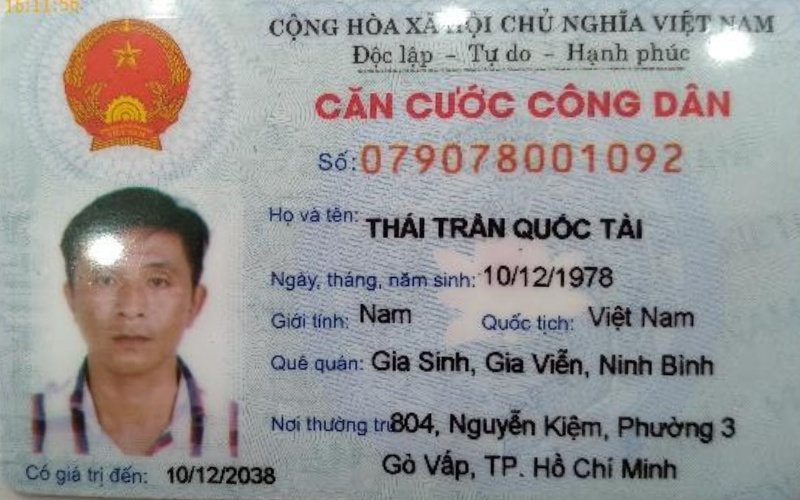 16:11:56
CỘNG HÒA XÃ HỘI CHỦ NGHĨA VIỆT NAM
Độc lập - Tự do - Hạnh phúc
CĂN CƯỚC CÔNG DÂN
Số: 079078001092
Họ và tên: THÁI TRẦN QUỐC TÀI
Ngày, tháng, năm sinh: 10/12/1978
Giới tính: Nam Quốc tịch: Việt Nam
Quê quán: Gia Sinh, Gia Viễn, Ninh Bình
Nơi thường trú: 804, Nguyễn Kiệm, Phường 3
Gò Vấp, TP. Hồ Chí Minh
Có giá trị đến: 10/12/2038